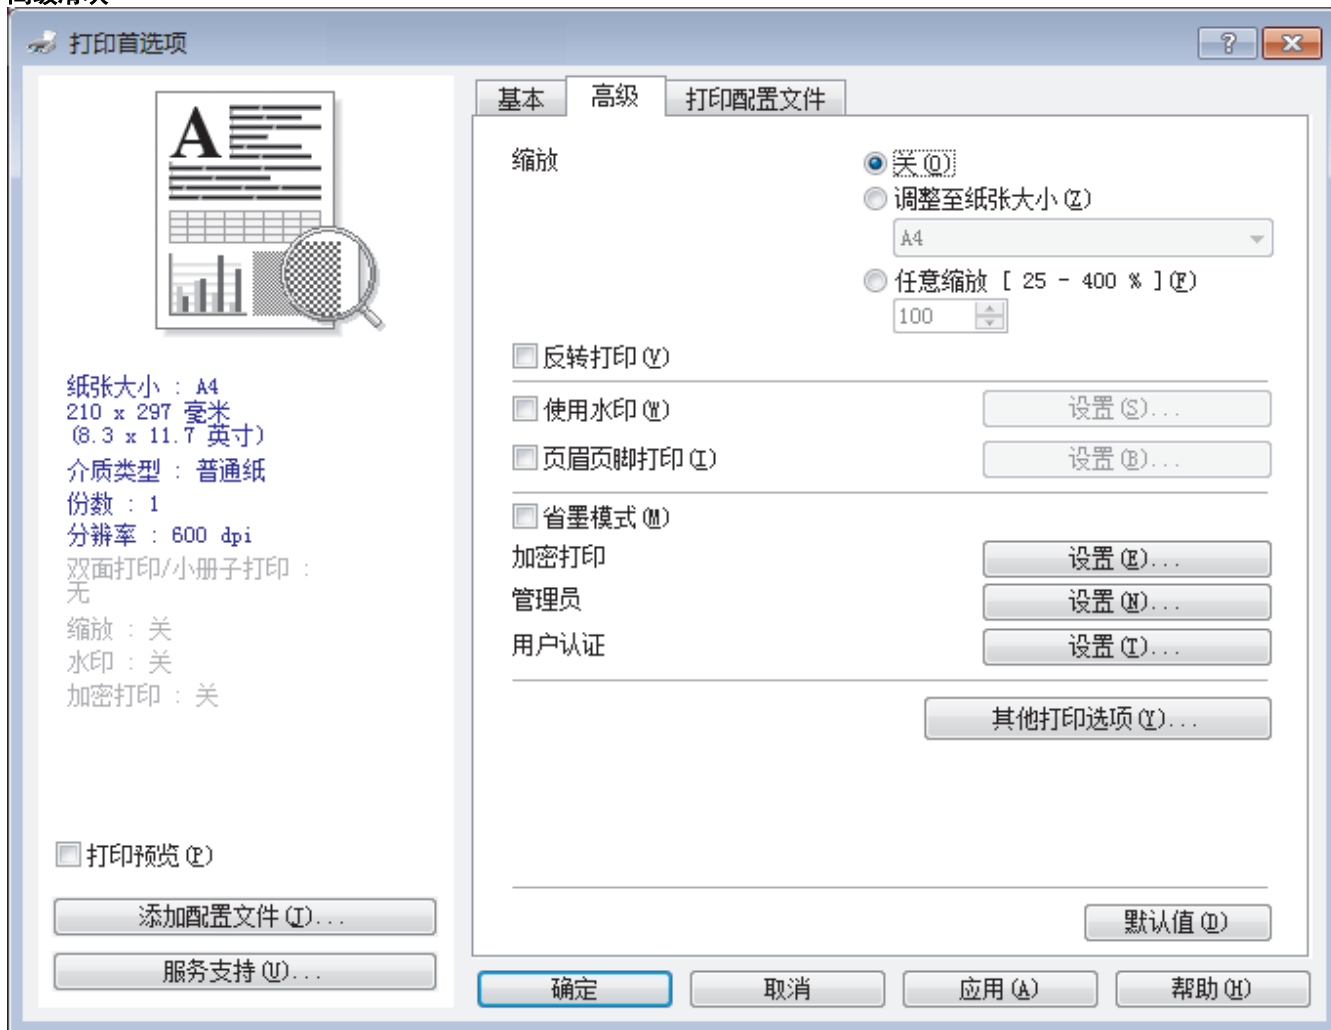 打印首选项
A
纸张大小 : A4
210 x 297 毫米
(8.3 x 11.7 英寸)
介质类型 : 普通纸
份数 : 1
分辨率 : 600 dpi
双面打印/小册子打印 :
无
缩放 : 关
水印 : 关
加密打印 : 关
打印预览(P)
添加配置文件(J)...
服务支持(U)...
基本 高级 打印配置文件
缩放 关(O)
调整至纸张大小(Z)
A4
任意缩放 [ 25 - 400 % ](F)
100
反转打印(V)
使用水印(W) 设置(S)...
页眉页脚打印(I) 设置(B)...
省墨模式(M)
加密打印 设置(E)...
管理员 设置(N)...
用户认证 设置(T)...
其他打印选项(Y)...
默认值(D)
确定 取消 应用(A) 帮助(H)